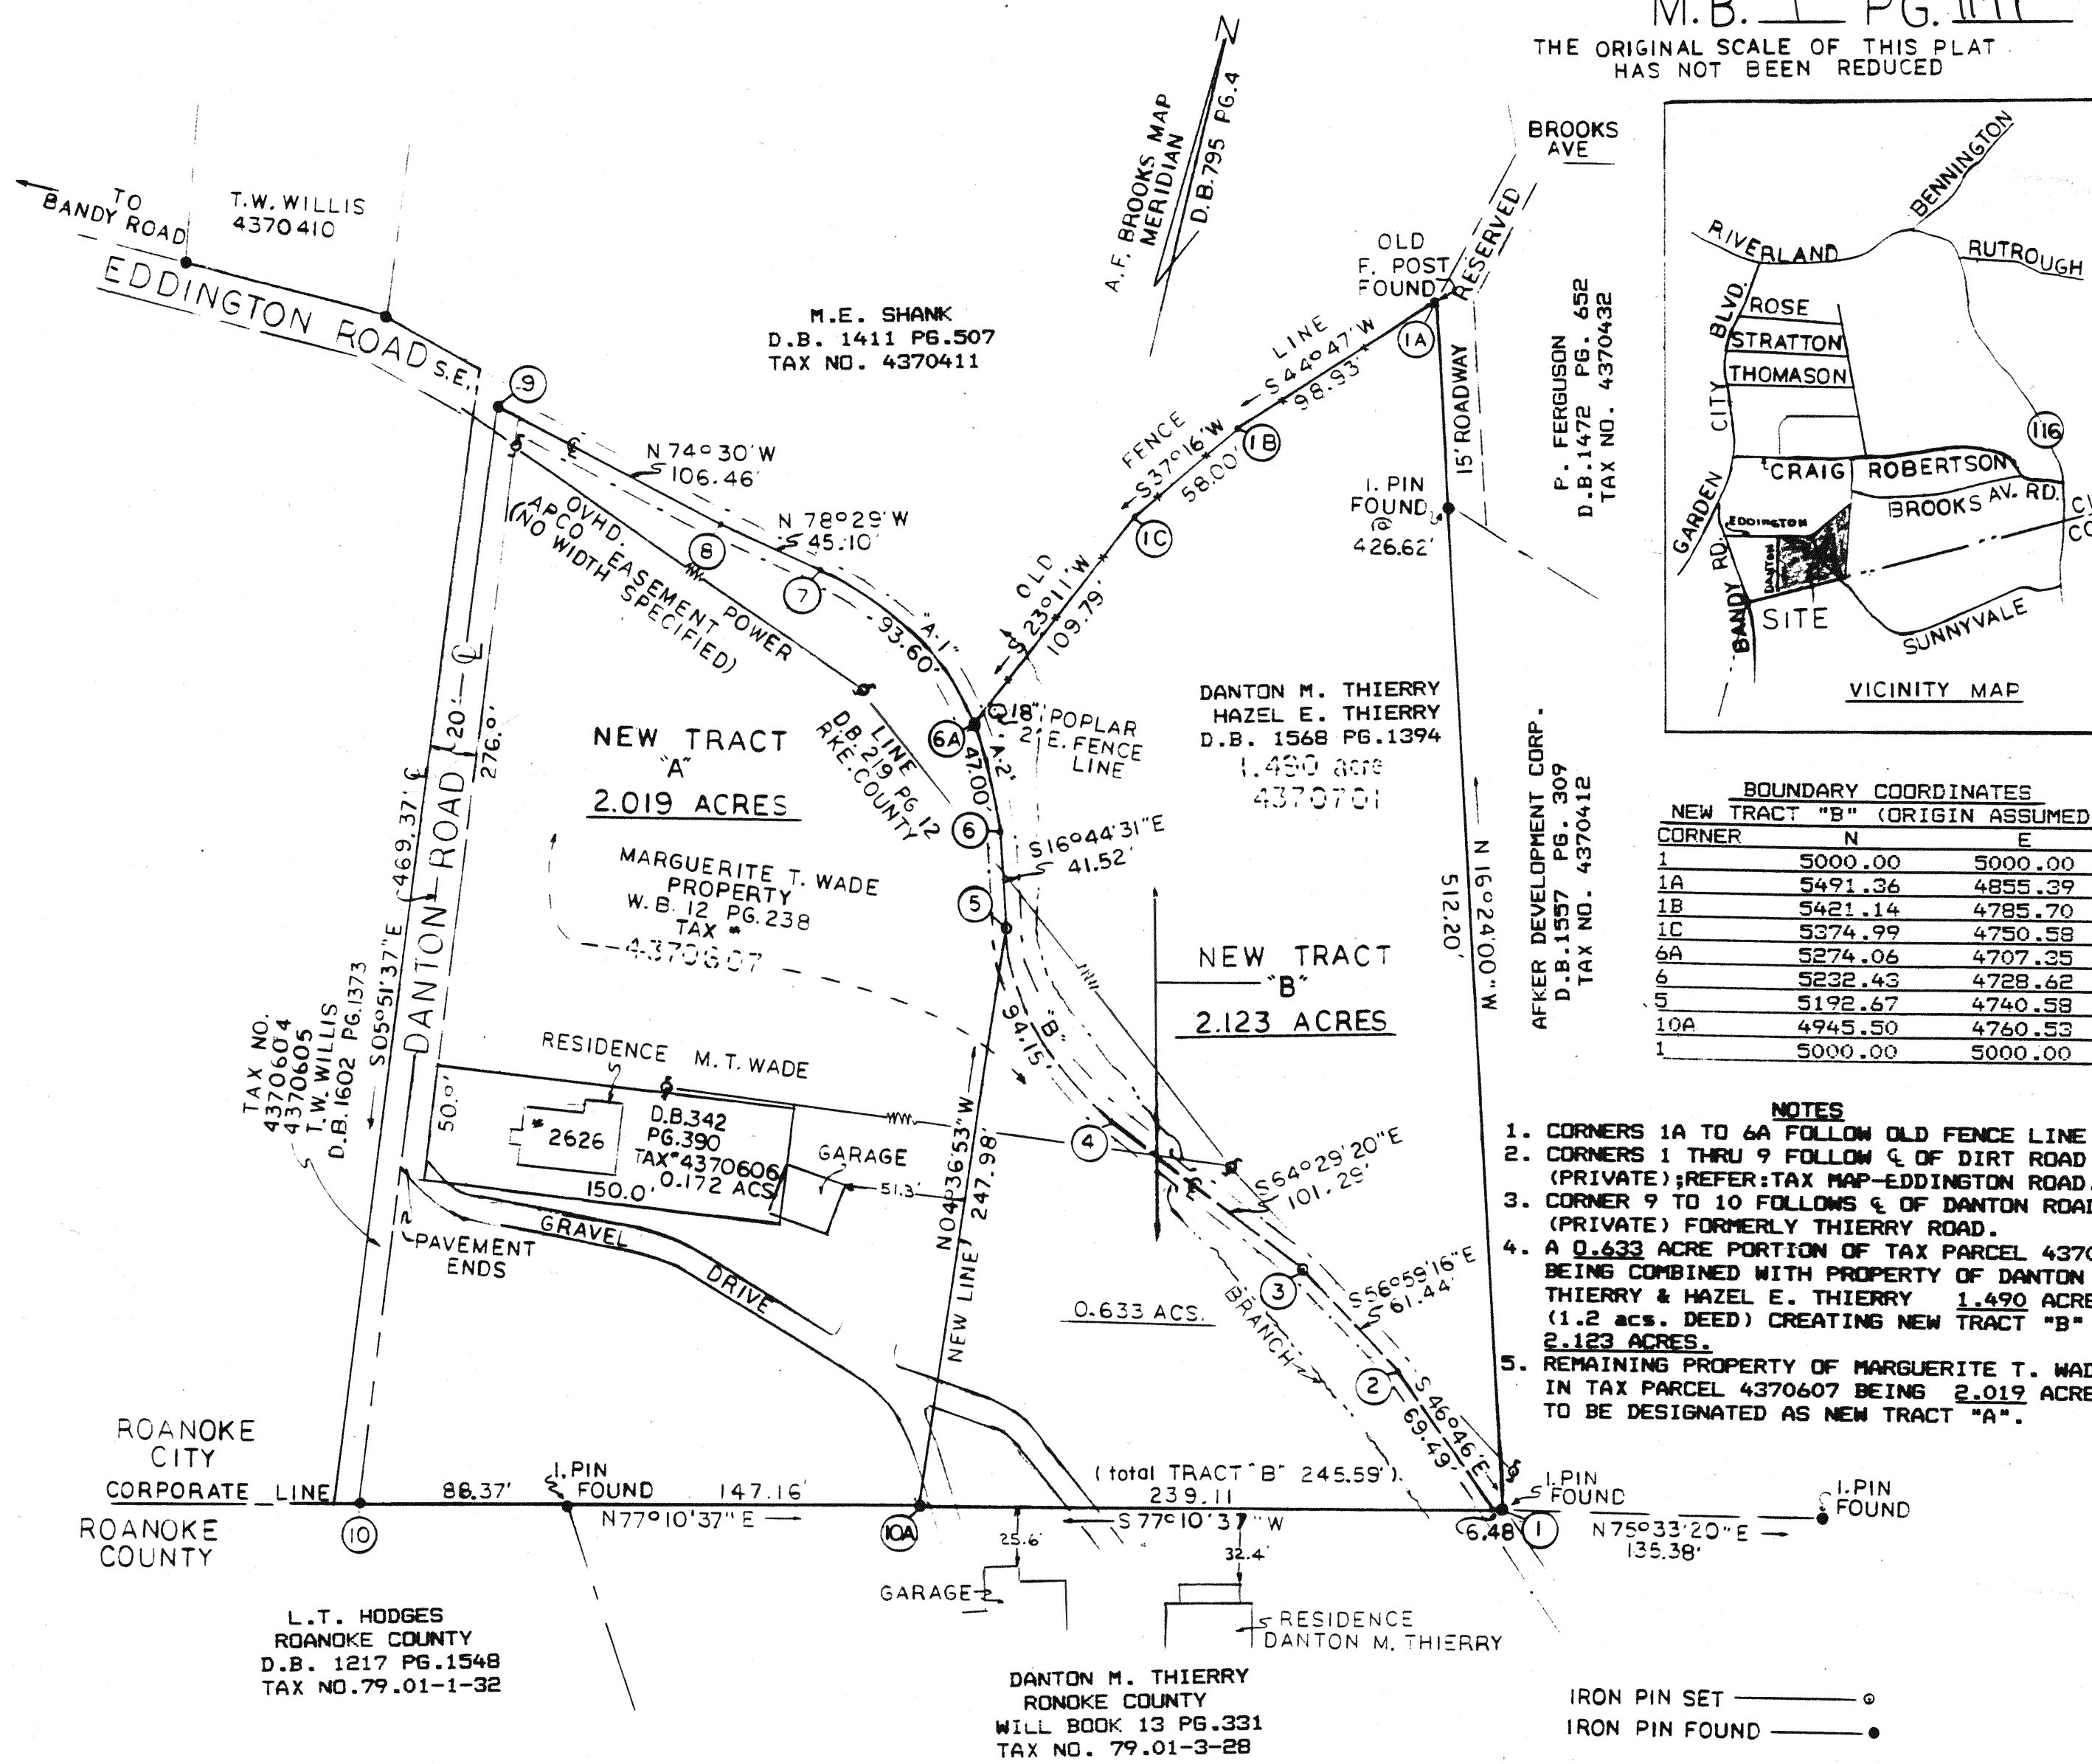 M.B. 1 PG.
THE ORIGINAL SCALE OF THIS PLAT
HAS NOT BEEN REDUCED
N
A.F. BROOKS MAP
MERIDIAN
D.B.795 PG.4
BROOKS
AVE
TO
BANDY ROAD
T.W. WILLIS
4370410
EDDINGTON ROAD S.E.
M.E. SHANK
D.B. 1411 PG.507
TAX NO. 4370411
OLD
F. POST
FOUND
RESERVED
15' ROADWAY
1A
LINE
S 44°47'W
98.93'
1B
FENCE
S37°16'W
58.00'
1C
OLD
S 23°11'W
109.79'
I. PIN
FOUND
@
426.62'
P. FERGUSON
D.B.1472 PG. 652
TAX NO. 4370432
BENNINGTON
RIVERLAND
RUTROUGH
BLVD.
ROSE
STRATTON
THOMASON
CITY
GARDEN
116
CRAIG
ROBERTSON
BROOKS AV. RD.
EDDINGTON
DANTON
BANDY RD.
SITE
SUNNYVALE
VICINITY MAP
9
N 74°30'W
106.46'
N 78°29'W
45.10'
8
7
OVHD.
APCO EASEMENT POWER
(NO WIDTH SPECIFIED)
LINE
D.B. 219 PG 12
RKE. COUNTY
"A-1"
93.60'
6A
18" POPLAR
2' E. FENCE
LINE
"A-2"
47.00'
6
S16°44'31"E
41.52'
5
DANTON M. THIERRY
HAZEL E. THIERRY
D.B. 1568 PG.1394
1.490 acre
4370701
NEW TRACT
"A"
2.019 ACRES
MARGUERITE T. WADE
PROPERTY
W.B. 12 PG.238
TAX #
4370607
20'
276.0'
469.37'
DANTON ROAD
S05°51'37"E
TAX NO.
4370604
4370605
T.W. WILLIS
D.B. 1602 PG.1373
NEW TRACT
"B"
2.123 ACRES
N 16°24'00"W
512.20'
AFKER DEVELOPMENT CORP.
D.B.1557 PG. 309
TAX NO. 4370412
BOUNDARY COORDINATES
NEW TRACT "B" (ORIGIN ASSUMED
CORNER N E
1 5000.00 5000.00
1A 5491.36 4855.39
1B 5421.14 4785.70
1C 5374.99 4750.58
6A 5274.06 4707.35
6 5232.43 4728.62
5 5192.67 4740.58
10A 4945.50 4760.53
1 5000.00 5000.00
"B"
94.15'
RESIDENCE M.T. WADE
50.0'
# 2626
D.B.342
PG.390
TAX#4370606
0.172 ACS
150.0'
GARAGE
51.3'
N04°36'53"W
247.98'
NEW LINE
4
S64°29'20"E
101.29'
3
S56°59'16"E
61.44'
BRANCH
2
S 46°46'E
69.49'
0.633 ACS.
PAVEMENT
ENDS
GRAVEL
DRIVE
NOTES
1. CORNERS 1A TO 6A FOLLOW OLD FENCE LINE
2. CORNERS 1 THRU 9 FOLLOW ℄ OF DIRT ROAD
(PRIVATE);REFER:TAX MAP-EDDINGTON ROAD.
3. CORNER 9 TO 10 FOLLOWS ℄ OF DANTON ROAD
(PRIVATE) FORMERLY THIERRY ROAD.
4. A 0.633 ACRE PORTION OF TAX PARCEL 4370
BEING COMBINED WITH PROPERTY OF DANTON
THIERRY & HAZEL E. THIERRY 1.490 ACRE
(1.2 acs. DEED) CREATING NEW TRACT "B"
2.123 ACRES.
5. REMAINING PROPERTY OF MARGUERITE T. WAD
IN TAX PARCEL 4370607 BEING 2.019 ACRE
TO BE DESIGNATED AS NEW TRACT "A".
ROANOKE
CITY
CORPORATE LINE
ROANOKE
COUNTY
10
88.37'
I.PIN
FOUND
147.16'
N77°10'37"E
10A
(total TRACT "B" 245.59')
239.11
S77°10'37"W
6.48
1
I.PIN
FOUND
N75°33'20"E
135.38'
I.PIN
FOUND
25.6'
32.4'
GARAGE
RESIDENCE
DANTON M. THIERRY
L.T. HODGES
ROANOKE COUNTY
D.B. 1217 PG.1548
TAX NO.79.01-1-32
DANTON M. THIERRY
RONOKE COUNTY
WILL BOOK 13 PG.331
TAX NO. 79.01-3-28
IRON PIN SET
IRON PIN FOUND